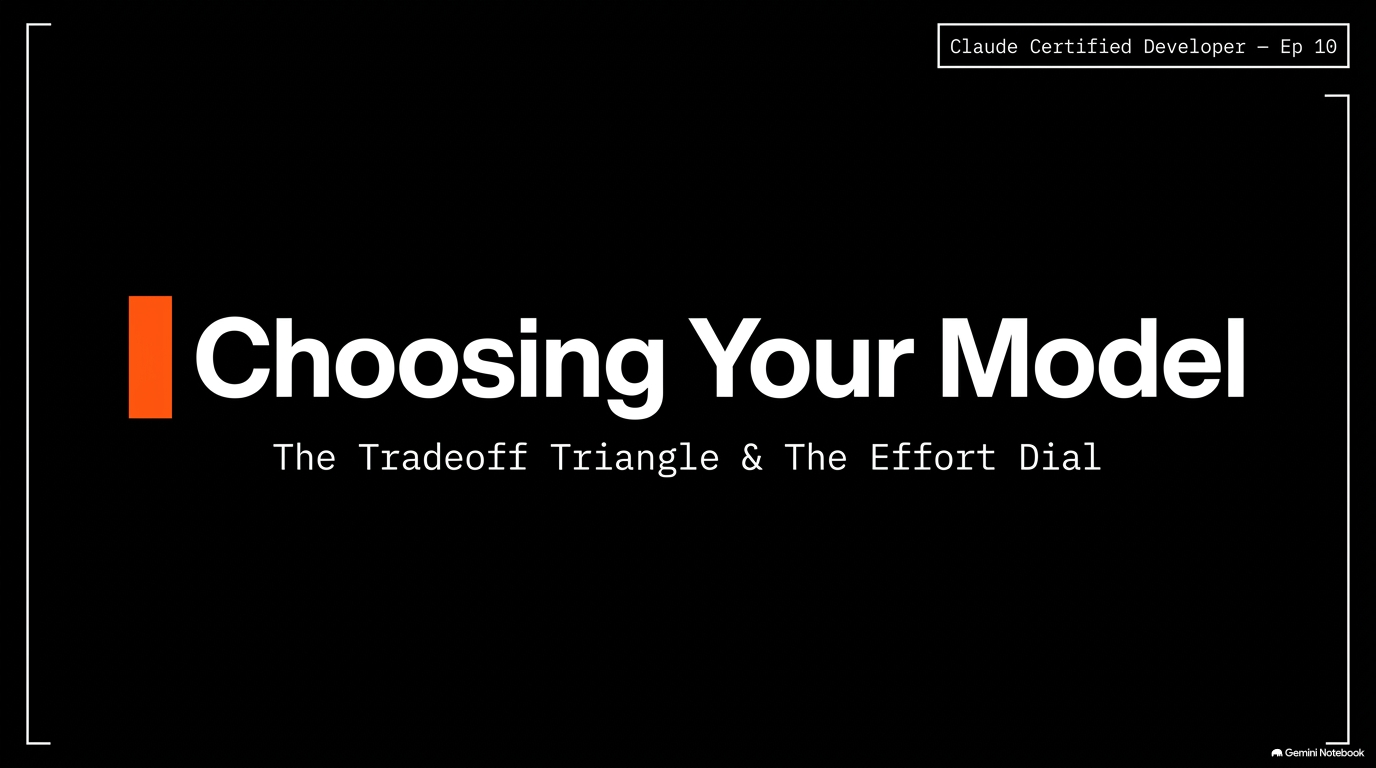 Claude Certified Developer — Ep 10
Choosing Your Model
The Tradeoff Triangle & The Effort Dial
Gemini Notebook